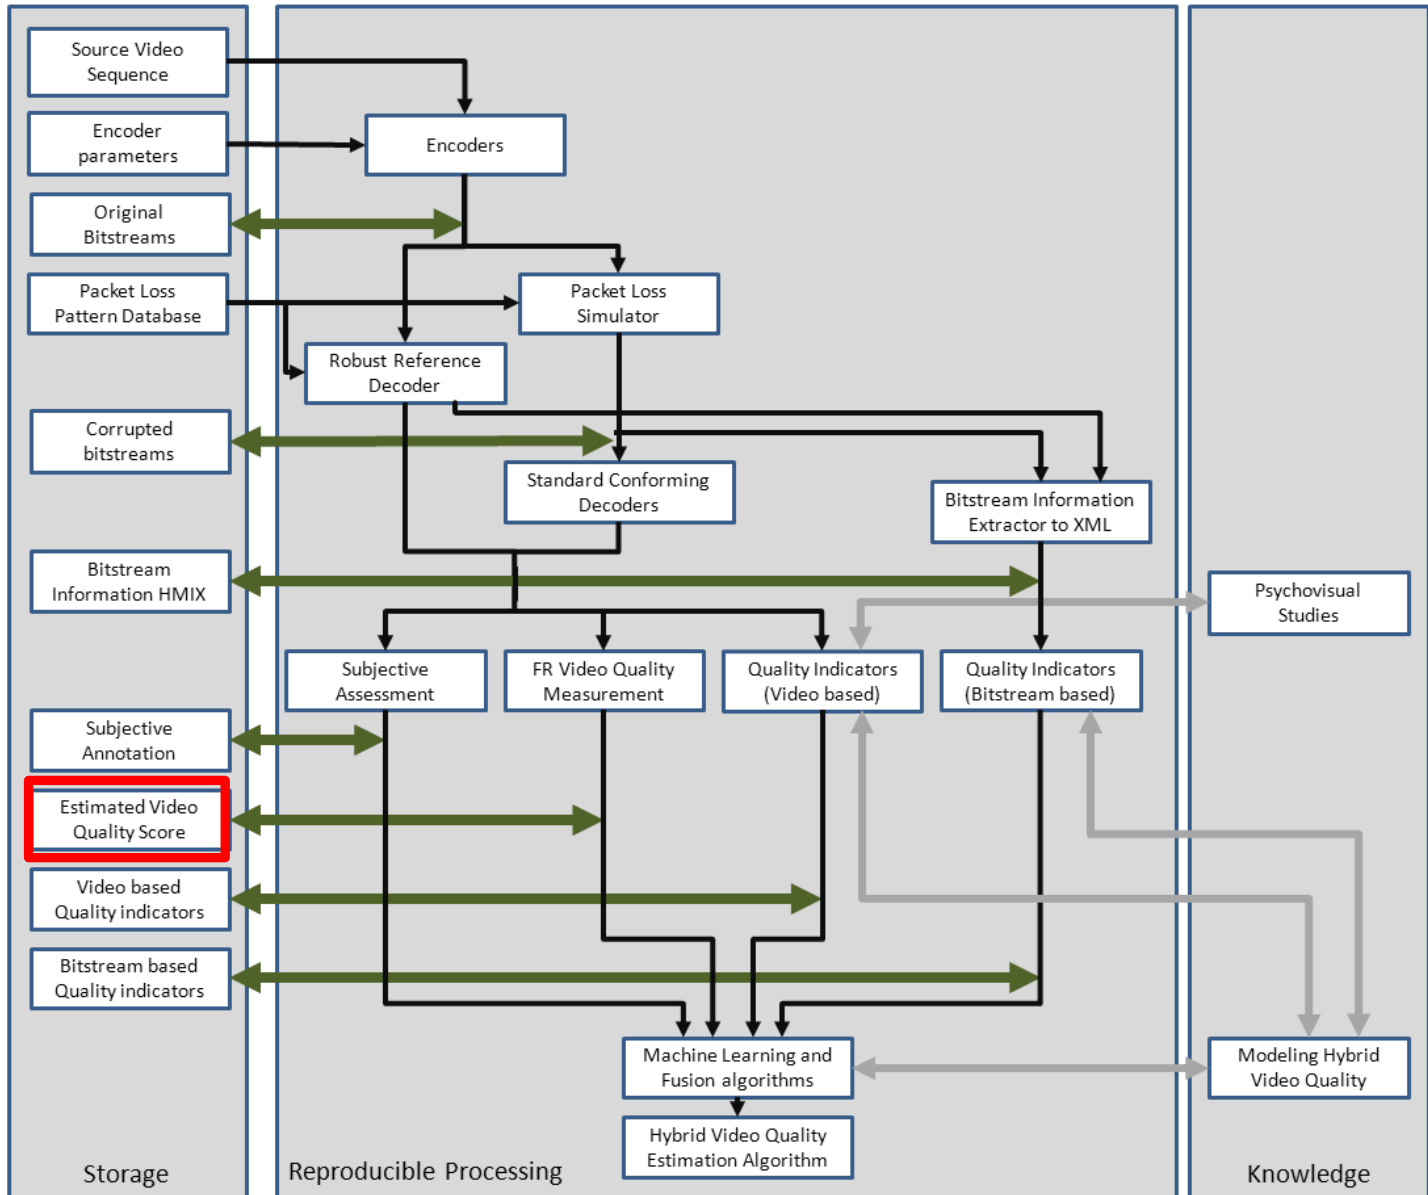 Source Video
Sequence
Encoder
parameters
Original
Bitstreams
Packet Loss
Pattern Database
Corrupted
bitstreams
Bitstream
Information HMIX
Subjective
Annotation
Estimated Video
Quality Score
Video based
Quality indicators
Bitstream based
Quality indicators
Storage
Encoders
Packet Loss
Simulator
Robust Reference
Decoder
Standard Conforming
Decoders
Bitstream Information
Extractor to XML
Subjective
Assessment
FR Video Quality
Measurement
Quality Indicators
(Video based)
Quality Indicators
(Bitstream based)
Machine Learning and
Fusion algorithms
Hybrid Video Quality
Estimation Algorithm
Reproducible Processing
Psychovisual
Studies
Modeling Hybrid
Video Quality
Knowledge